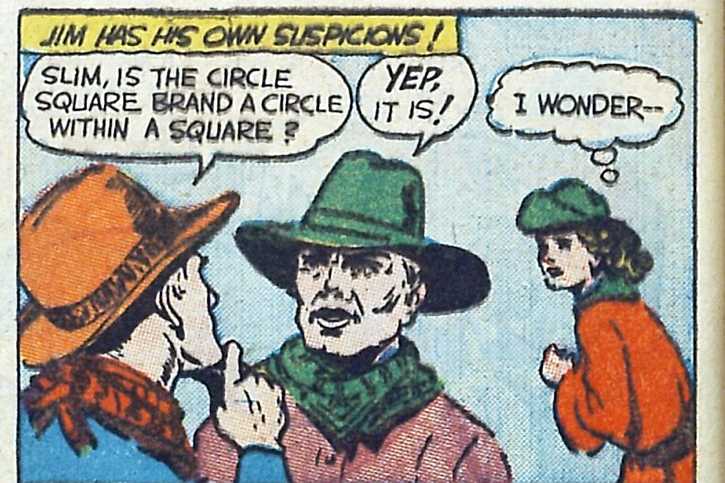 JIM HAS HIS OWN SUSPICIONS!
SLIM, IS THE CIRCLE
SQUARE BRAND A CIRCLE
WITHIN A SQUARE?
YEP,
IT IS!
I WONDER--